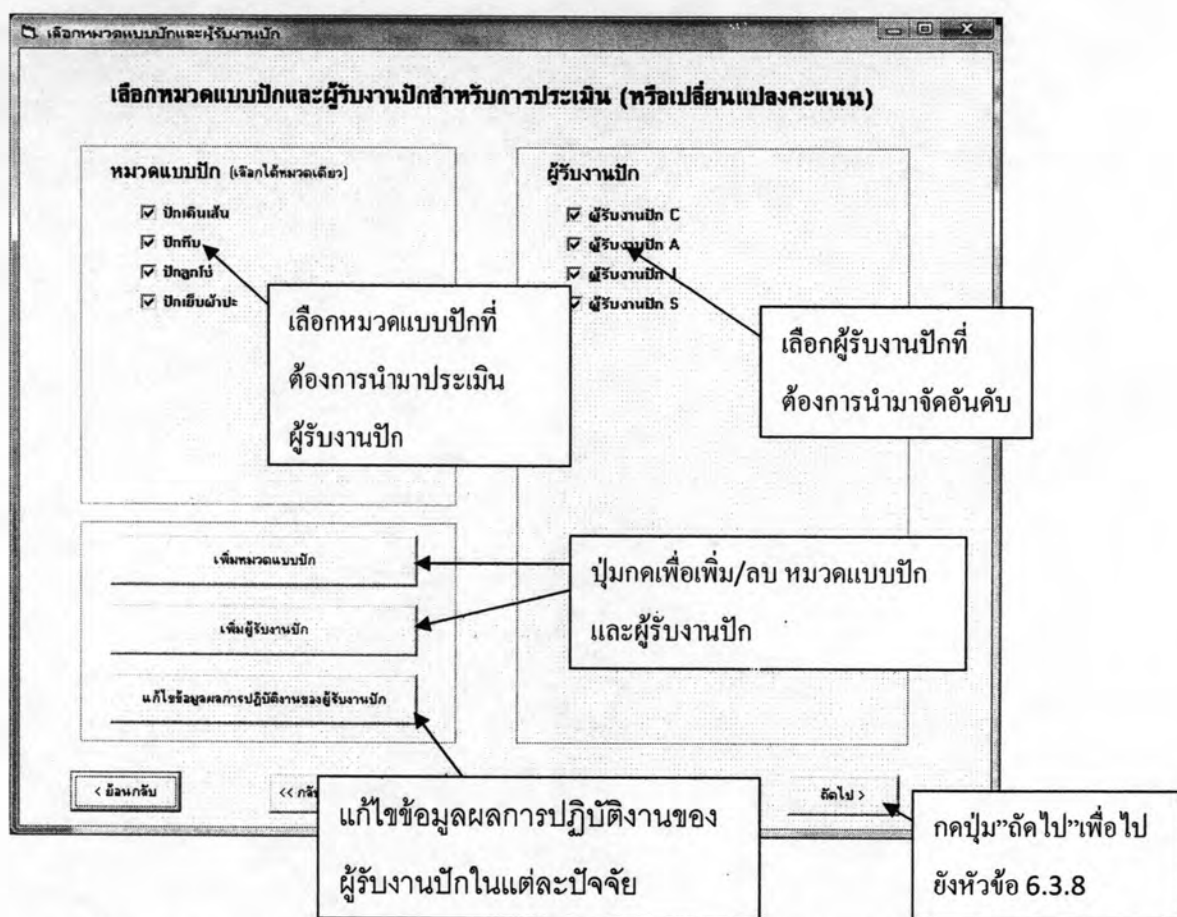 เลือกหมวดแบบปักและผู้รับงานปัก
เลือกหมวดแบบปักและผู้รับงานปักสำหรับการประเมิน (หรือเปลี่ยนแปลงคะแนน)
หมวดแบบปัก (เลือกได้หมวดเดียว)
ปักเดินเส้น
ปักทึบ
ปักลูกโซ่
ปักเย็บผ้าปะ
ผู้รับงานปัก
ผู้รับงานปัก C
ผู้รับงานปัก A
ผู้รับงานปัก J
ผู้รับงานปัก S
เลือกหมวดแบบปักที่
ต้องการนำมาประเมิน
ผู้รับงานปัก
เลือกผู้รับงานปักที่
ต้องการนำมาจัดอันดับ
เพิ่มหมวดแบบปัก
เพิ่มผู้รับงานปัก
แก้ไขข้อมูลผลการปฏิบัติงานของผู้รับงานปัก
ปุ่มกดเพื่อเพิ่ม/ลบ หมวดแบบปัก
และผู้รับงานปัก
< ย้อนกลับ
<<
ถัดไป >
แก้ไขข้อมูลผลการปฏิบัติงานของ
ผู้รับงานปักในแต่ละปัจจัย
กดปุ่ม"ถัดไป"เพื่อไป
ยังหัวข้อ 6.3.8